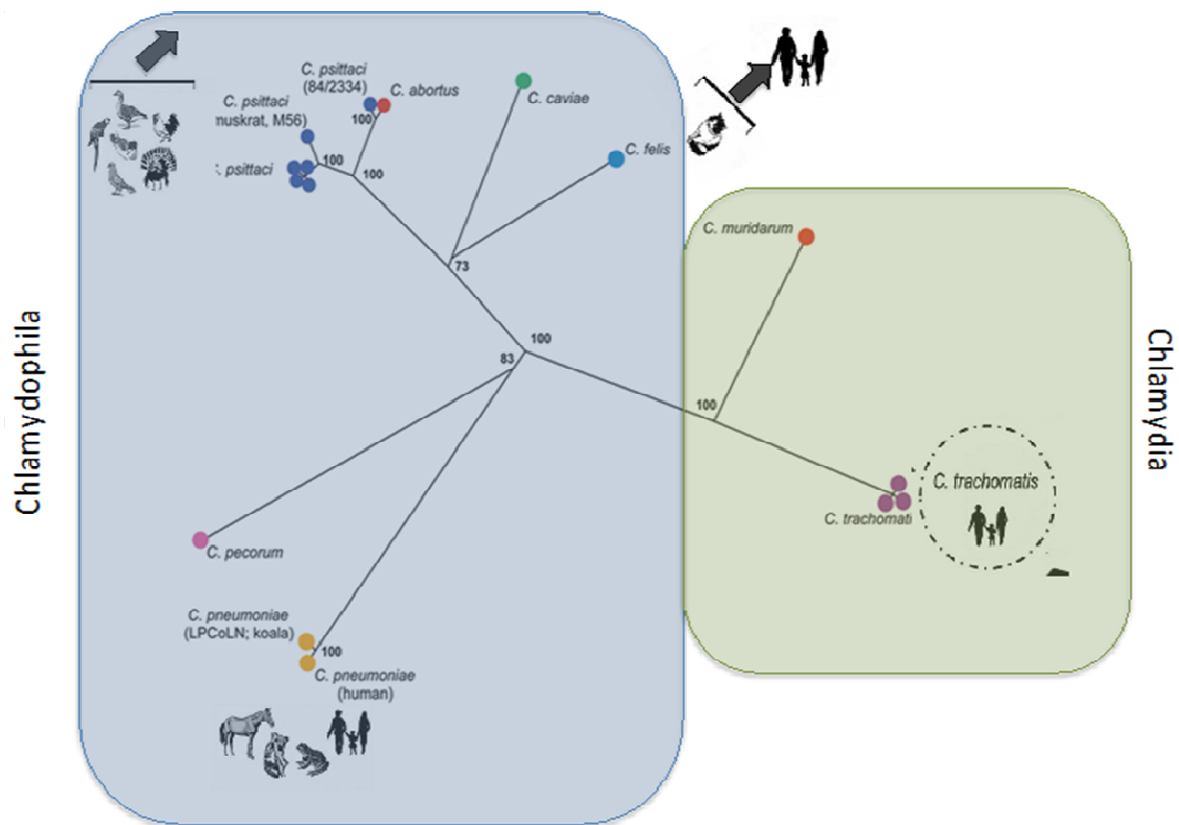 Chlamydophila
C. psittaci
(84/2334)
C. abortus
100
C. psittaci
muskrat, M56)
100
psittaci
100
C. caviae
C. felis
73
100
83
C. pecorum
C. pneumoniae
(LPCoLN; koala)
100
C. pneumoniae
(human)
C. muridarum
100
C. trachomati
C. trachomatis
Chlamydia